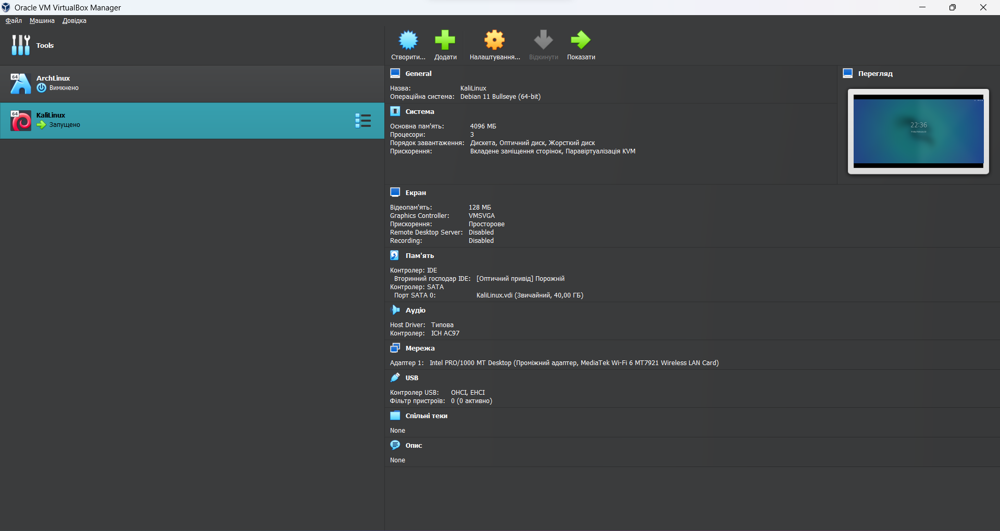 Oracle VM VirtualBox Manager
Файл Машина Довідка
Tools
Створити... Додати Налаштування... Відкинути Показати
64 ArchLinux
Вимкнено
64 KaliLinux
Запущено
General
Назва: KaliLinux
Операційна система: Debian 11 Bullseye (64-bit)
Перегляд
22:36
Система
Основна пам'ять: 4096 МБ
Процесори: 3
Порядок завантаження: Дискета, Оптичний диск, Жорсткий диск
Прискорення: Вкладене заміщення сторінок, Паравіртуалізація KVM
Екран
Відеопам'ять: 128 МБ
Graphics Controller: VMSVGA
Прискорення: Просторове
Remote Desktop Server: Disabled
Recording: Disabled
Пам'ять
Контролер: IDE
Вторинний господар IDE: [Оптичний привід] Порожній
Контролер: SATA
Порт SATA 0: KaliLinux.vdi (Звичайний, 40,00 ГБ)
Аудіо
Host Driver: Типова
Контролер: ICH AC97
Мережа
Адаптер 1: Intel PRO/1000 MT Desktop (Проміжний адаптер, MediaTek Wi-Fi 6 MT7921 Wireless LAN Card)
USB
Контролер USB: OHCI, EHCI
Фільтр пристроїв: 0 (0 активно)
Спільні теки
None
Опис
None